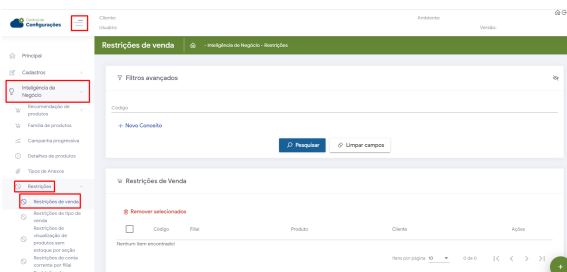 Central de
Configurações
Cliente:
Usuário:
Ambiente:
Versão:
Restrições de venda
- Inteligência de Negócio - Restrições
Principal
Cadastros
Inteligência de
Negócio
Recomendação de
produtos
Família de produtos
Campanha progressiva
Detalhes de produtos
Tipos de Anexos
Restrições
Restrições de venda
Restrições de tipo de
venda
Restrições de
visualização de
produtos sem
estoque por seção
Restrições de conta
corrente por filial
Filtros avançados
Código
+ Novo Conceito
Pesquisar
Limpar campos
Restrições de Venda
Remover selecionados
Código Filial Produto Cliente Ações
Nenhum item encontrado!
Itens por página 10 0 de 0 |< < > >|
+